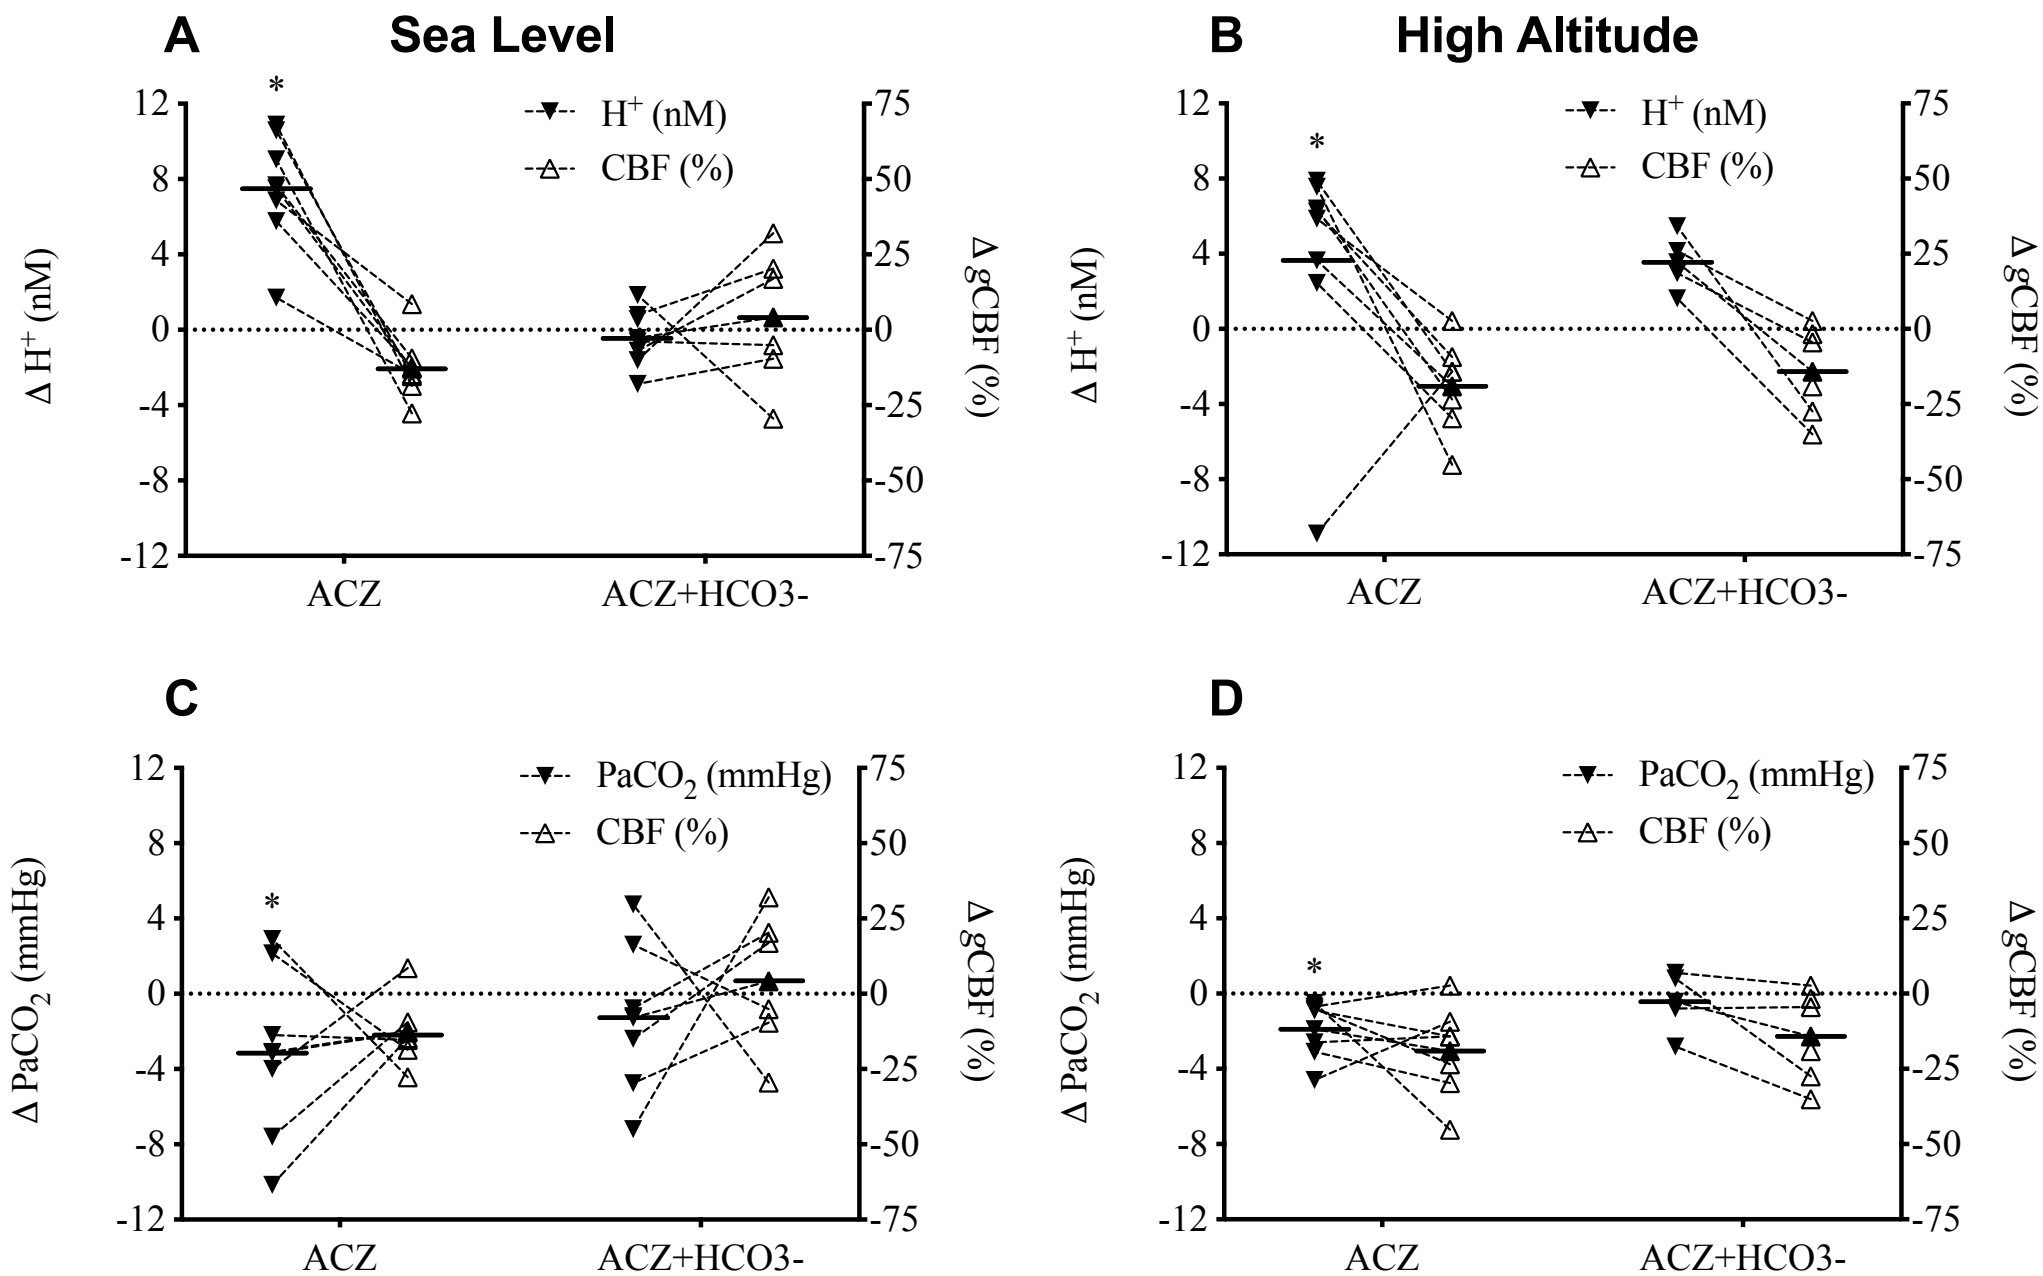 A Sea Level
*
H⁺ (nM)
CBF (%)
12
8
4
0
-4
-8
-12
Δ H⁺ (nM)
75
50
25
0
-25
-50
-75
Δ gCBF (%)
ACZ ACZ+HCO3-
B High Altitude
*
H⁺ (nM)
CBF (%)
12
8
4
0
-4
-8
-12
Δ H⁺ (nM)
75
50
25
0
-25
-50
-75
Δ gCBF (%)
ACZ ACZ+HCO3-
C
*
PaCO₂ (mmHg)
CBF (%)
12
8
4
0
-4
-8
-12
Δ PaCO₂ (mmHg)
75
50
25
0
-25
-50
-75
Δ gCBF (%)
ACZ ACZ+HCO3-
D
*
PaCO₂ (mmHg)
CBF (%)
12
8
4
0
-4
-8
-12
Δ PaCO₂ (mmHg)
75
50
25
0
-25
-50
-75
Δ gCBF (%)
ACZ ACZ+HCO3-